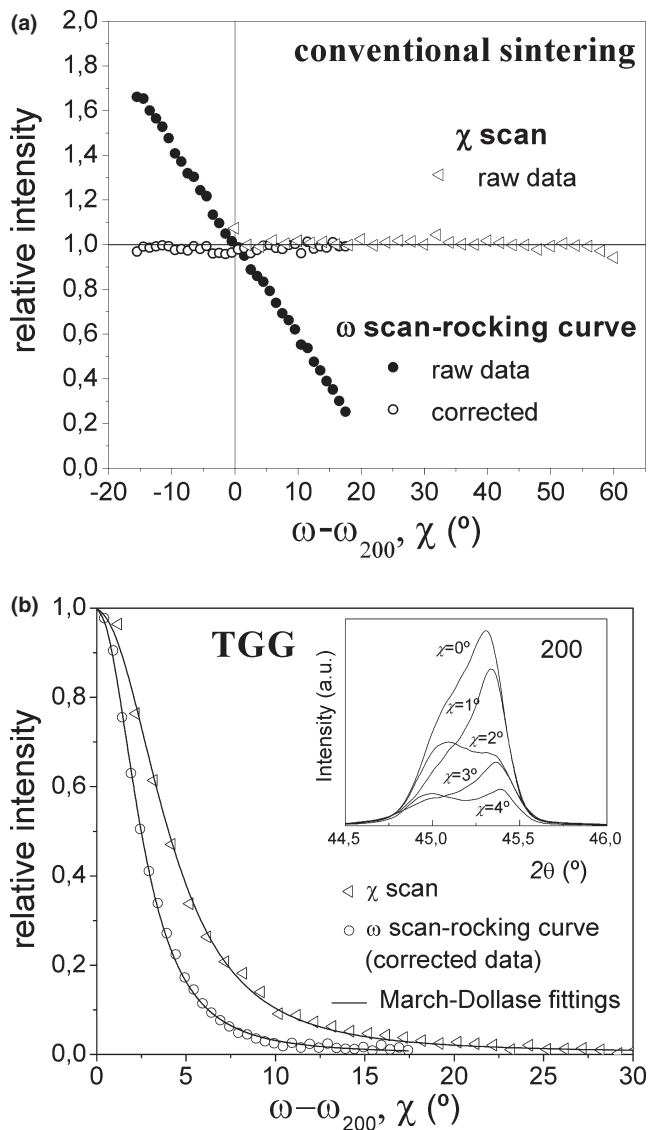 (a)
2,0
1,8
1,6
1,4
1,2
1,0
0,8
0,6
0,4
0,2
0,0
relative intensity
conventional sintering
χ scan
raw data
ω scan-rocking curve
raw data
corrected
-20 -10 0 10 20 30 40 50 60
ω-ω200, χ (º)
(b)
1,0
0,8
0,6
0,4
0,2
0,0
relative intensity
TGG
Intensity (a.u.)
200
χ=0º
χ=1º
χ=2º
χ=3º
χ=4º
44,5 45,0 45,5 46,0
2θ (º)
χ scan
ω scan-rocking curve
(corrected data)
March-Dollase fittings
0 5 10 15 20 25 30
ω−ω200, χ (º)